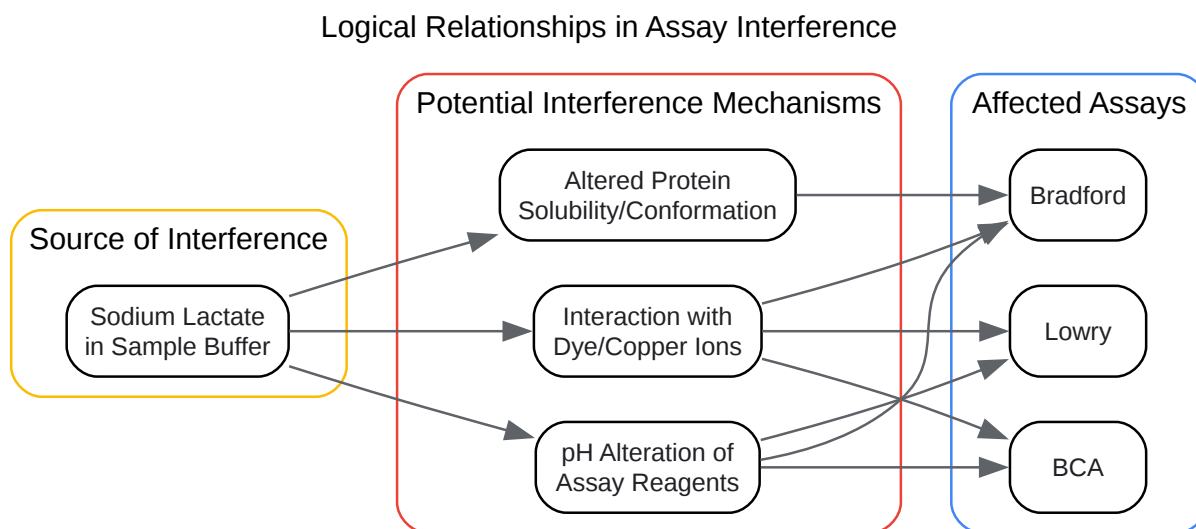 Logical Relationships in Assay Interference
Source of Interference
Sodium Lactate
in Sample Buffer
Potential Interference Mechanisms
Altered Protein
Solubility/Conformation
Interaction with
Dye/Copper Ions
pH Alteration of
Assay Reagents
Affected Assays
Bradford
Lowry
BCA